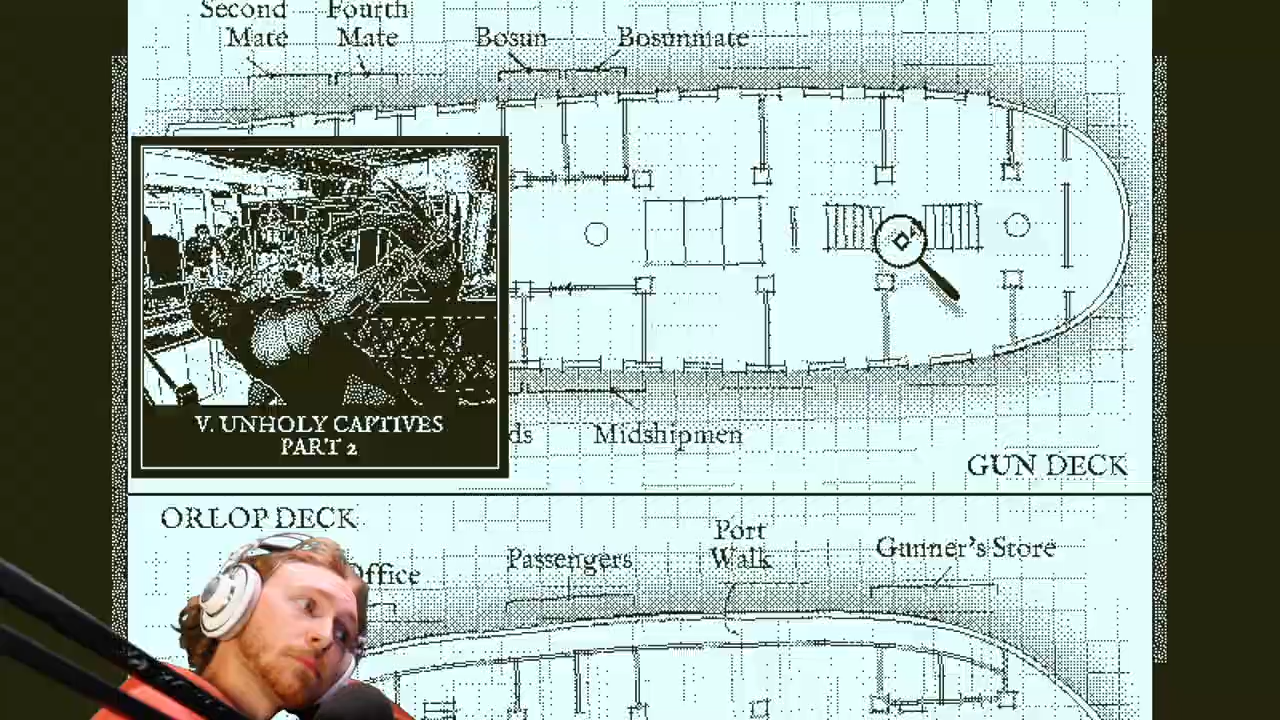 Second
Mate
Fourth
Mate
Bosun
Bosunmate
V. UNHOLY CAPTIVES
PART 2
ds
Midshipmen
GUN DECK
ORLOP DECK
Office
Passengers
Port
Walk
Gunner's Store